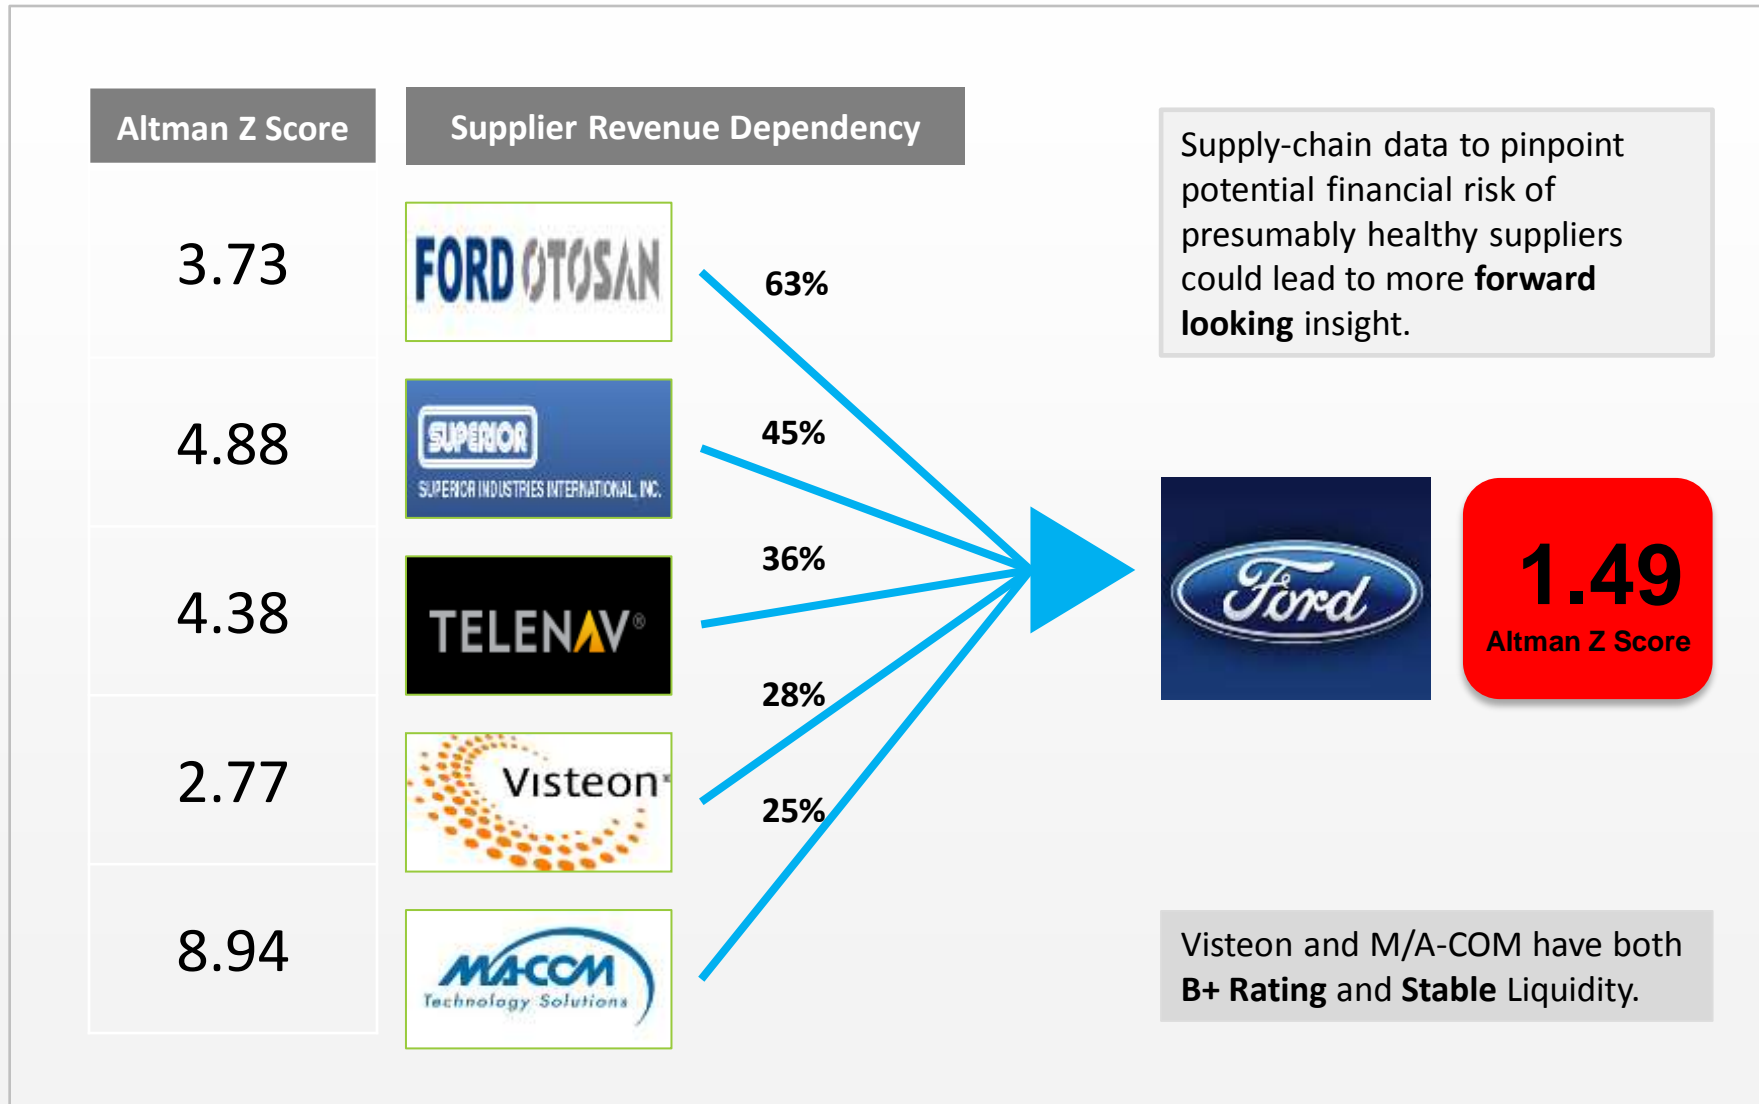 Altman Z Score
Supplier Revenue Dependency
3.73
FORD OTOSAN
63%
4.88
SUPERIOR
SUPERIOR INDUSTRIES INTERNATIONAL, INC.
45%
4.38
TELENAV®
36%
2.77
Visteon
28%
8.94
M/A-COM
Technology Solutions
25%
Supply-chain data to pinpoint
potential financial risk of
presumably healthy suppliers
could lead to more forward
looking insight.
Ford
1.49
Altman Z Score
Visteon and M/A-COM have both
B+ Rating and Stable Liquidity.